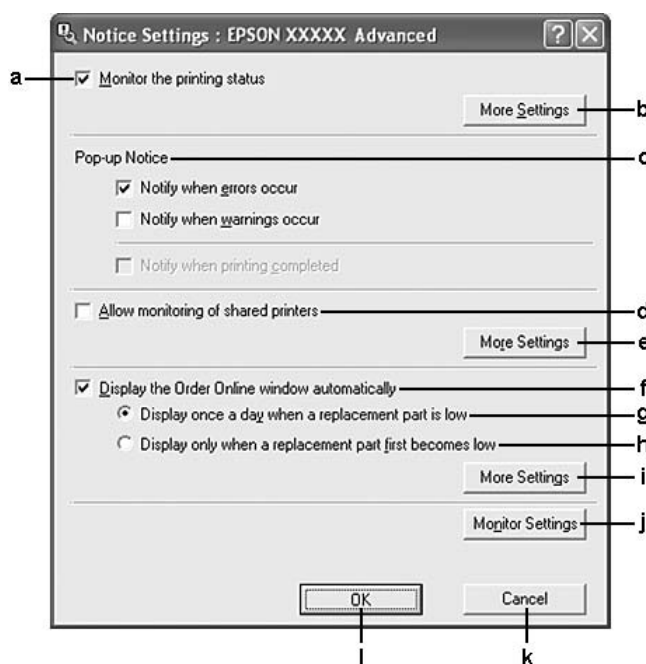 Notice Settings : EPSON XXXXX Advanced
a Monitor the printing status
More Settings b
Pop-up Notice c
Notify when errors occur
Notify when warnings occur
Notify when printing completed
Allow monitoring of shared printers d
More Settings e
Display the Order Online window automatically f
Display once a day when a replacement part is low g
Display only when a replacement part first becomes low h
More Settings i
Monitor Settings j
OK Cancel
l k